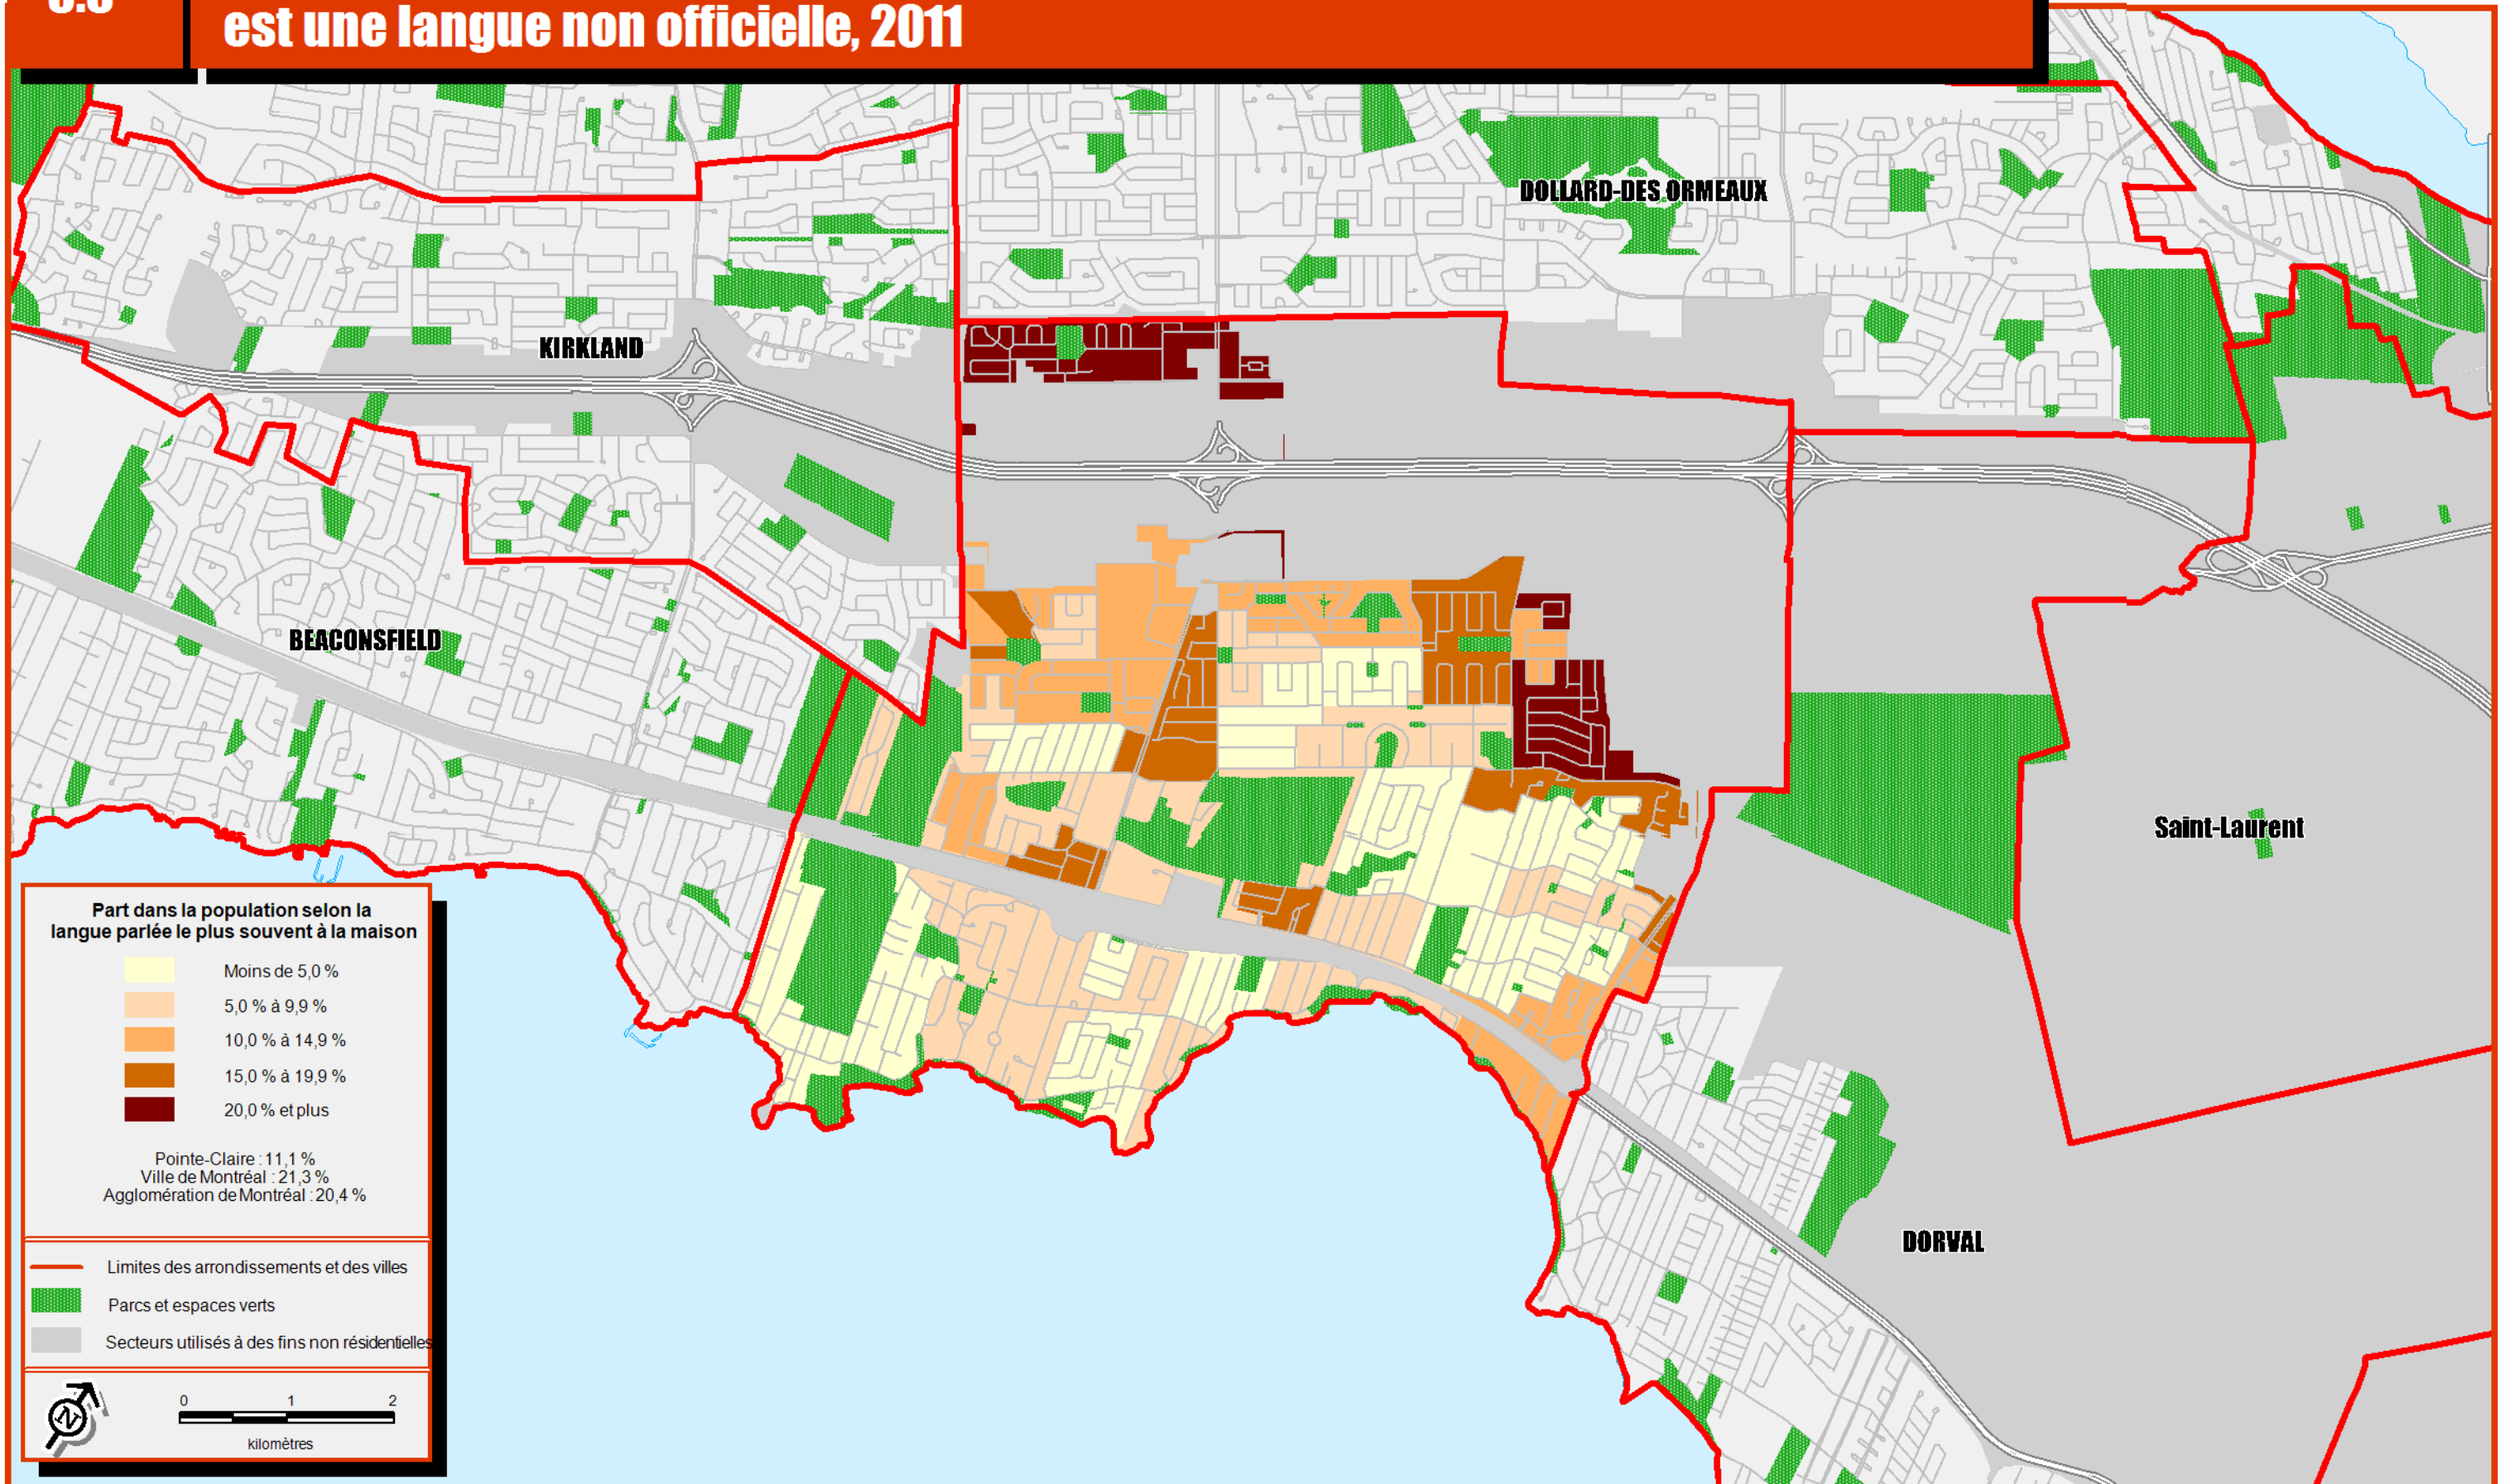 est une langue non officielle, 2011
DOLLARD-DES ORMEAUX
KIRKLAND
BEACONSFIELD
Saint-Laurent
DORVAL
Part dans la population selon la
langue parlée le plus souvent à la maison
Moins de 5,0 %
5,0 % à 9,9 %
10,0 % à 14,9 %
15,0 % à 19,9 %
20,0 % et plus
Pointe-Claire : 11,1 %
Ville de Montréal : 21,3 %
Agglomération de Montréal : 20,4 %
Limites des arrondissements et des villes
Parcs et espaces verts
Secteurs utilisés à des fins non résidentielles
N
0 1 2
kilomètres